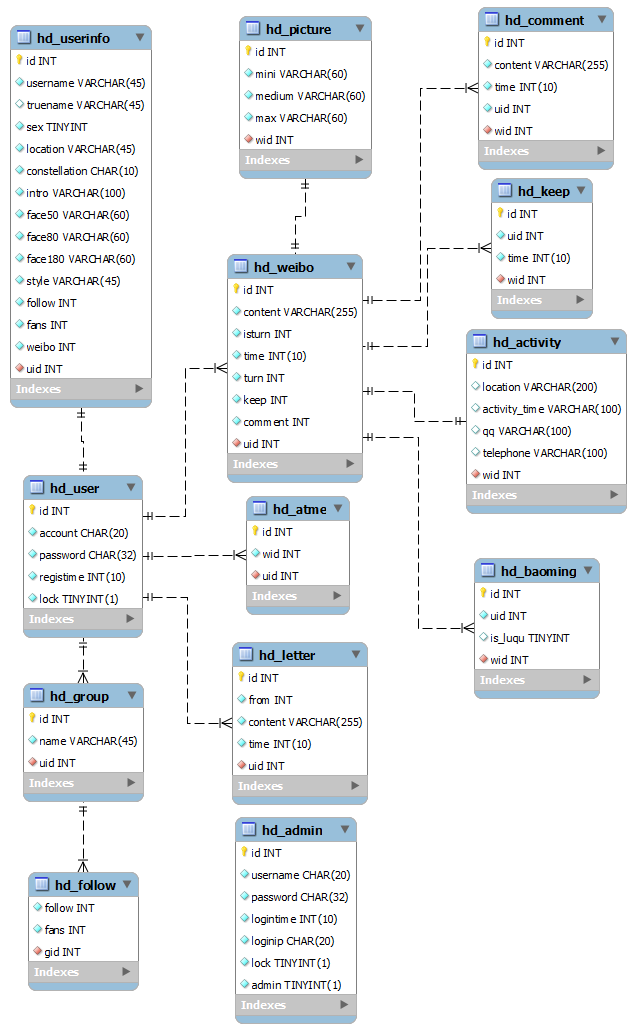 hd_userinfo
id INT
username VARCHAR(45)
truename VARCHAR(45)
sex TINYINT
location VARCHAR(45)
constellation CHAR(10)
intro VARCHAR(100)
face50 VARCHAR(60)
face80 VARCHAR(60)
face180 VARCHAR(60)
style VARCHAR(45)
follow INT
fans INT
weibo INT
uid INT
Indexes
hd_picture
id INT
mini VARCHAR(60)
medium VARCHAR(60)
max VARCHAR(60)
wid INT
Indexes
hd_comment
id INT
content VARCHAR(255)
time INT(10)
uid INT
wid INT
Indexes
hd_keep
id INT
uid INT
time INT(10)
wid INT
Indexes
hd_weibo
id INT
content VARCHAR(255)
isturn INT
time INT(10)
turn INT
keep INT
comment INT
uid INT
Indexes
hd_activity
id INT
location VARCHAR(200)
activity_time VARCHAR(100)
qq VARCHAR(100)
telephone VARCHAR(100)
wid INT
Indexes
hd_user
id INT
account CHAR(20)
password CHAR(32)
registime INT(10)
lock TINYINT(1)
Indexes
hd_atme
id INT
wid INT
uid INT
Indexes
hd_baoming
id INT
uid INT
is_luqu TINYINT
wid INT
Indexes
hd_letter
id INT
from INT
content VARCHAR(255)
time INT(10)
uid INT
Indexes
hd_group
id INT
name VARCHAR(45)
uid INT
Indexes
hd_admin
id INT
username CHAR(20)
password CHAR(32)
logintime INT(10)
loginip CHAR(20)
lock TINYINT(1)
admin TINYINT(1)
Indexes
hd_follow
follow INT
fans INT
gid INT
Indexes